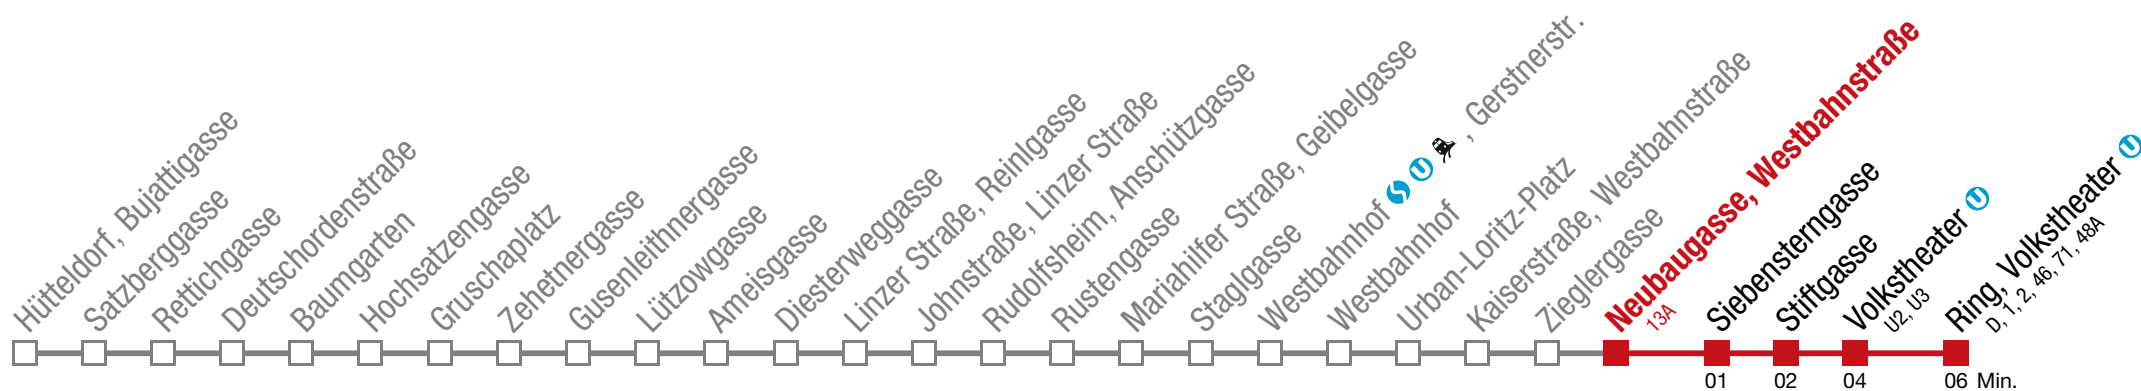 Hütteldorf, Bujattigasse
Satzberggasse
Rettichgasse
Deutschordenstraße
Baumgarten
Hochsatzengasse
Gruschaplatz
Zehetnergasse
Gusenleithnergasse
Lützowgasse
Ameisgasse
Diesterweggasse
Linzer Straße, Reinlgasse
Johnstraße, Linzer Straße
Rudolfsheim, Anschützgasse
Rustengasse
Mariahilfer Straße, Geibelgasse
Staglgasse
Westbahnhof S U , Gerstnerstr.
Westbahnhof
Urban-Loritz-Platz
Kaiserstraße, Westbahnstraße
Zieglergasse
Neubaugasse, Westbahnstraße
13A
Siebensterngasse
Stiftgasse
Volkstheater U
U2, U3
Ring, Volkstheater U
D, 1, 2, 46, 71, 48A
01 02 04 06 Min.